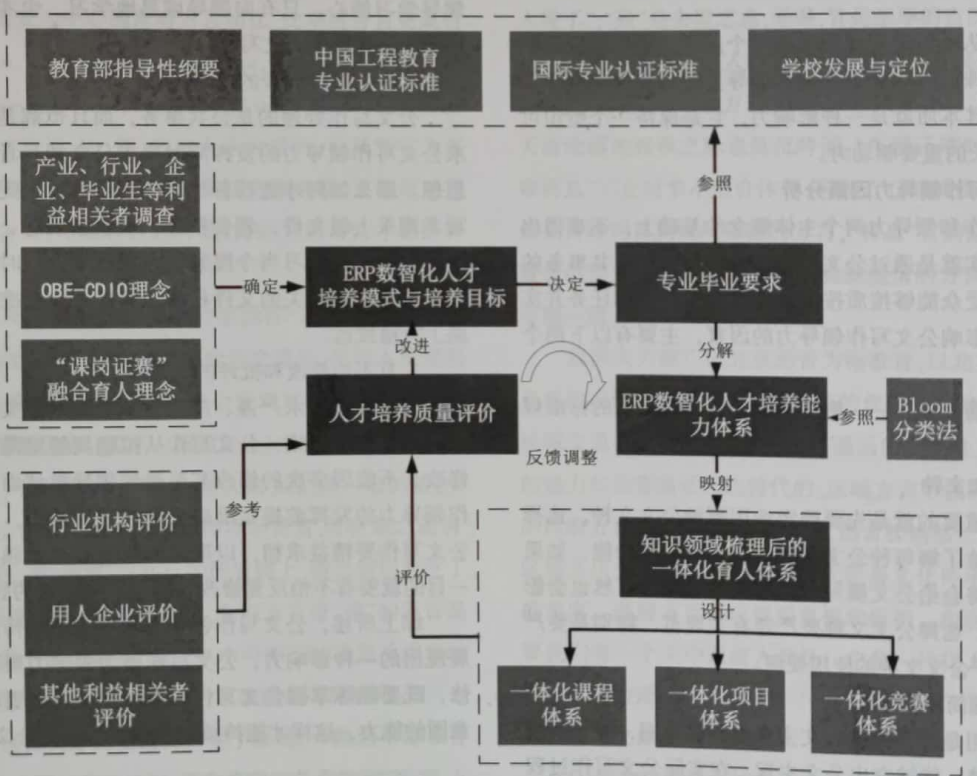 教育部指导性纲要
中国工程教育
专业认证标准
国际专业认证标准
学校发展与定位
产业、行业、企
业、毕业生等利
益相关者调查
参照
OBE-CDIO理念
确定
ERP数智化人才
培养模式与培养目标
决定
专业毕业要求
“课岗证赛”
融合育人理念
改进
分解
人才培养质量评价
ERP数智化人才培养能
力体系
参照
Bloom
分类法
反馈调整
映射
行业机构评价
参考
用人企业评价
评价
知识领域梳理后的
一体化育人体系
设计
其他利益相关者
评价
一体化课程
体系
一体化项目
体系
一体化竞赛
体系